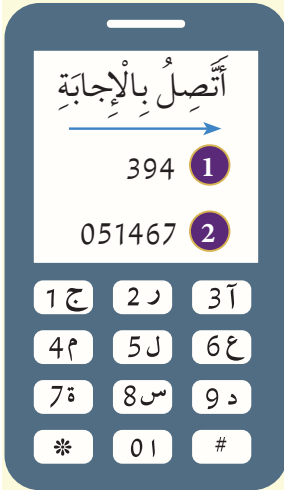 أَتَّصِلُ بِالْإِجابَةِ
394 1
051467 2
1 ج 2 ر 3 آ
4 م 5 ل 6 ع
7 ة 8 س 9 د
* 0 ا #